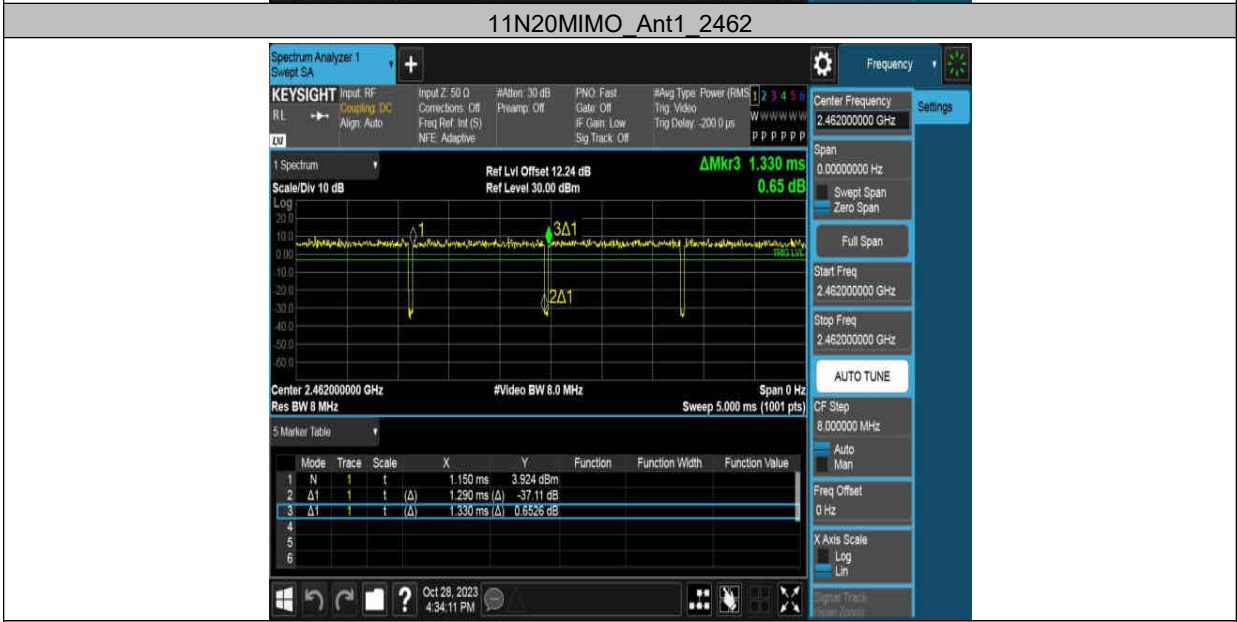 11N20MIMO_Ant1_2462
Spectrum Analyzer 1
Swept SA
+
Frequency
KEYSIGHT
RL
LXI
Input: RF
Coupling: DC
Align: Auto
Input Z: 50 Ω
Corrections: Off
Freq Ref: Int (S)
NFE: Adaptive
#Atten: 30 dB
Preamp: Off
PNO: Fast
Gate: Off
IF Gain: Low
Sig Track: Off
#Avg Type: Power (RMS
Trig: Video
Trig Delay: -200.0 µs
1 2 3 4 5 6
W W W W W W
P P P P P P
Center Frequency
2.462000000 GHz
Settings
Span
0.00000000 Hz
Swept Span
Zero Span
Full Span
Start Freq
2.462000000 GHz
Stop Freq
2.462000000 GHz
AUTO TUNE
CF Step
8.000000 MHz
Auto
Man
Freq Offset
0 Hz
X Axis Scale
Log
Lin
Signal Track
(Span Zoom)
1 Spectrum
Scale/Div 10 dB
Ref Lvl Offset 12.24 dB
Ref Level 30.00 dBm
ΔMkr3 1.330 ms
0.65 dB
Log
20.0
10.0
0.00
-10.0
-20.0
-30.0
-40.0
-50.0
-60.0
1
3Δ1
2Δ1
TRIG LVL
Center 2.462000000 GHz
#Video BW 8.0 MHz
Span 0 Hz
Res BW 8 MHz
Sweep 5.000 ms (1001 pts)
5 Marker Table
Mode Trace Scale X Y Function Function Width Function Value
1 N 1 t 1.150 ms 3.924 dBm
2 Δ1 1 t (Δ) 1.290 ms (Δ) -37.11 dB
3 Δ1 1 t (Δ) 1.330 ms (Δ) 0.6526 dB
4
5
6
?
Oct 28, 2023
4:34:11 PM